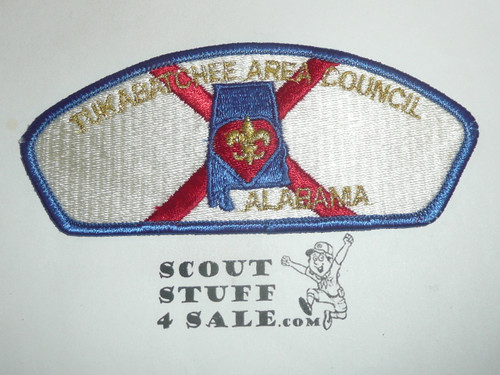 TUKABATCHEE AREA COUNCIL
ALABAMA
SCOUT
STUFF
4 SALE.COM